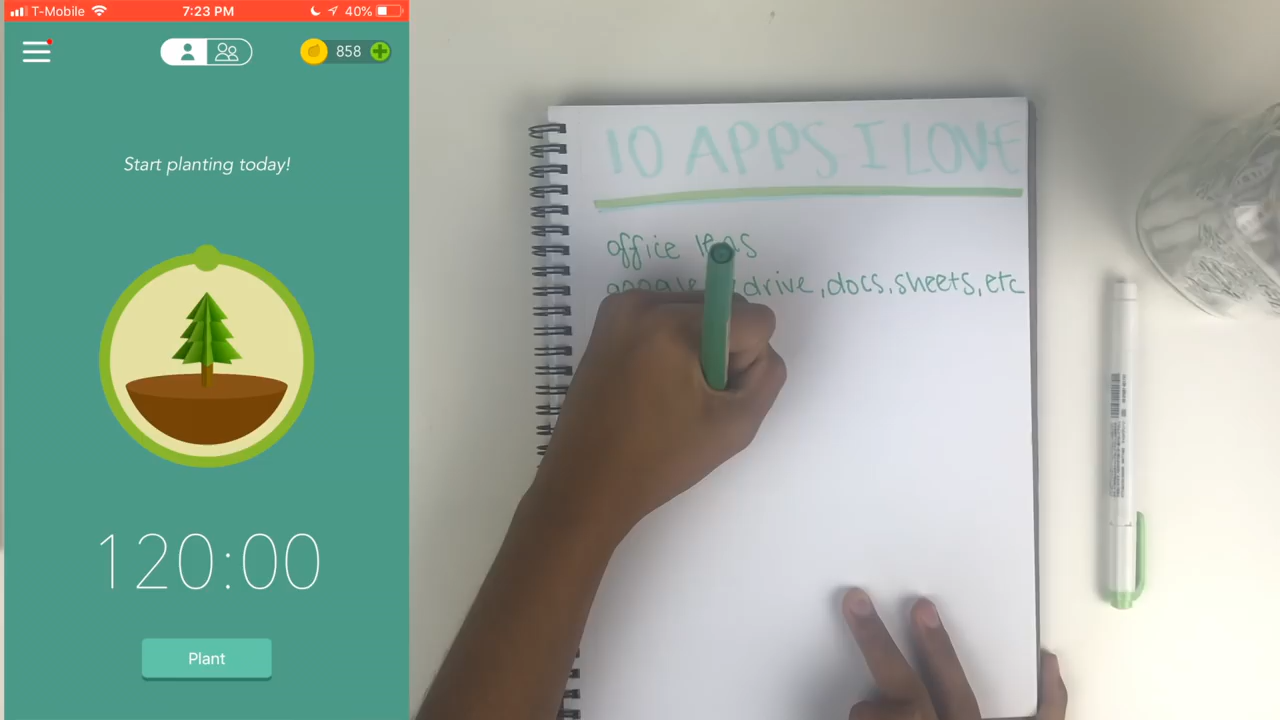 T-Mobile 7:23 PM 40%
858
Start planting today!
120:00
Plant
10 APPS I LOVE
office
drive, docs, sheets, etc